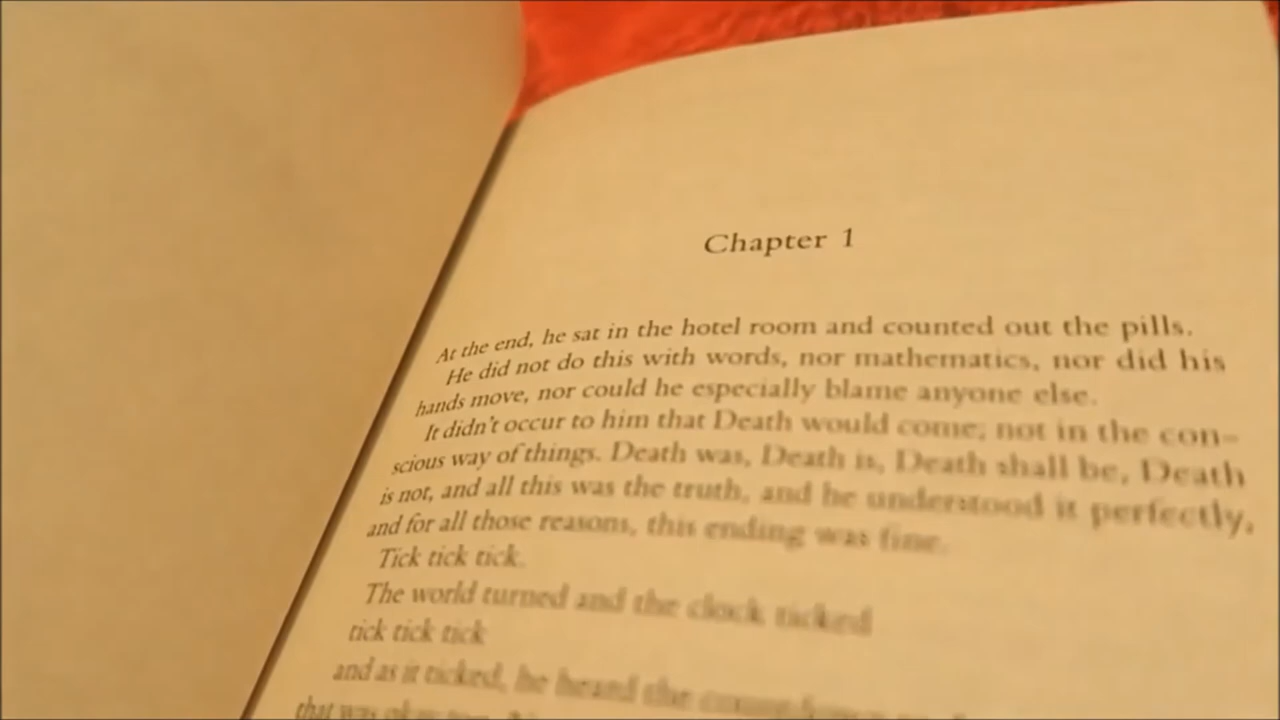 Chapter 1
At the end, he sat in the hotel room and counted out the pills.
He did not do this with words, nor mathematics, nor did his
hands move, nor could he especially blame anyone else.
It didn't occur to him that Death would come; not in the con-
scious way of things. Death was, Death is, Death shall be, Death
is not, and all this was the truth, and he understood it perfectly,
and for all those reasons, this ending was fine.
Tick tick tick.
The world turned and the clock ticked
tick tick tick
and as it ticked, he heard the
that was okay too.